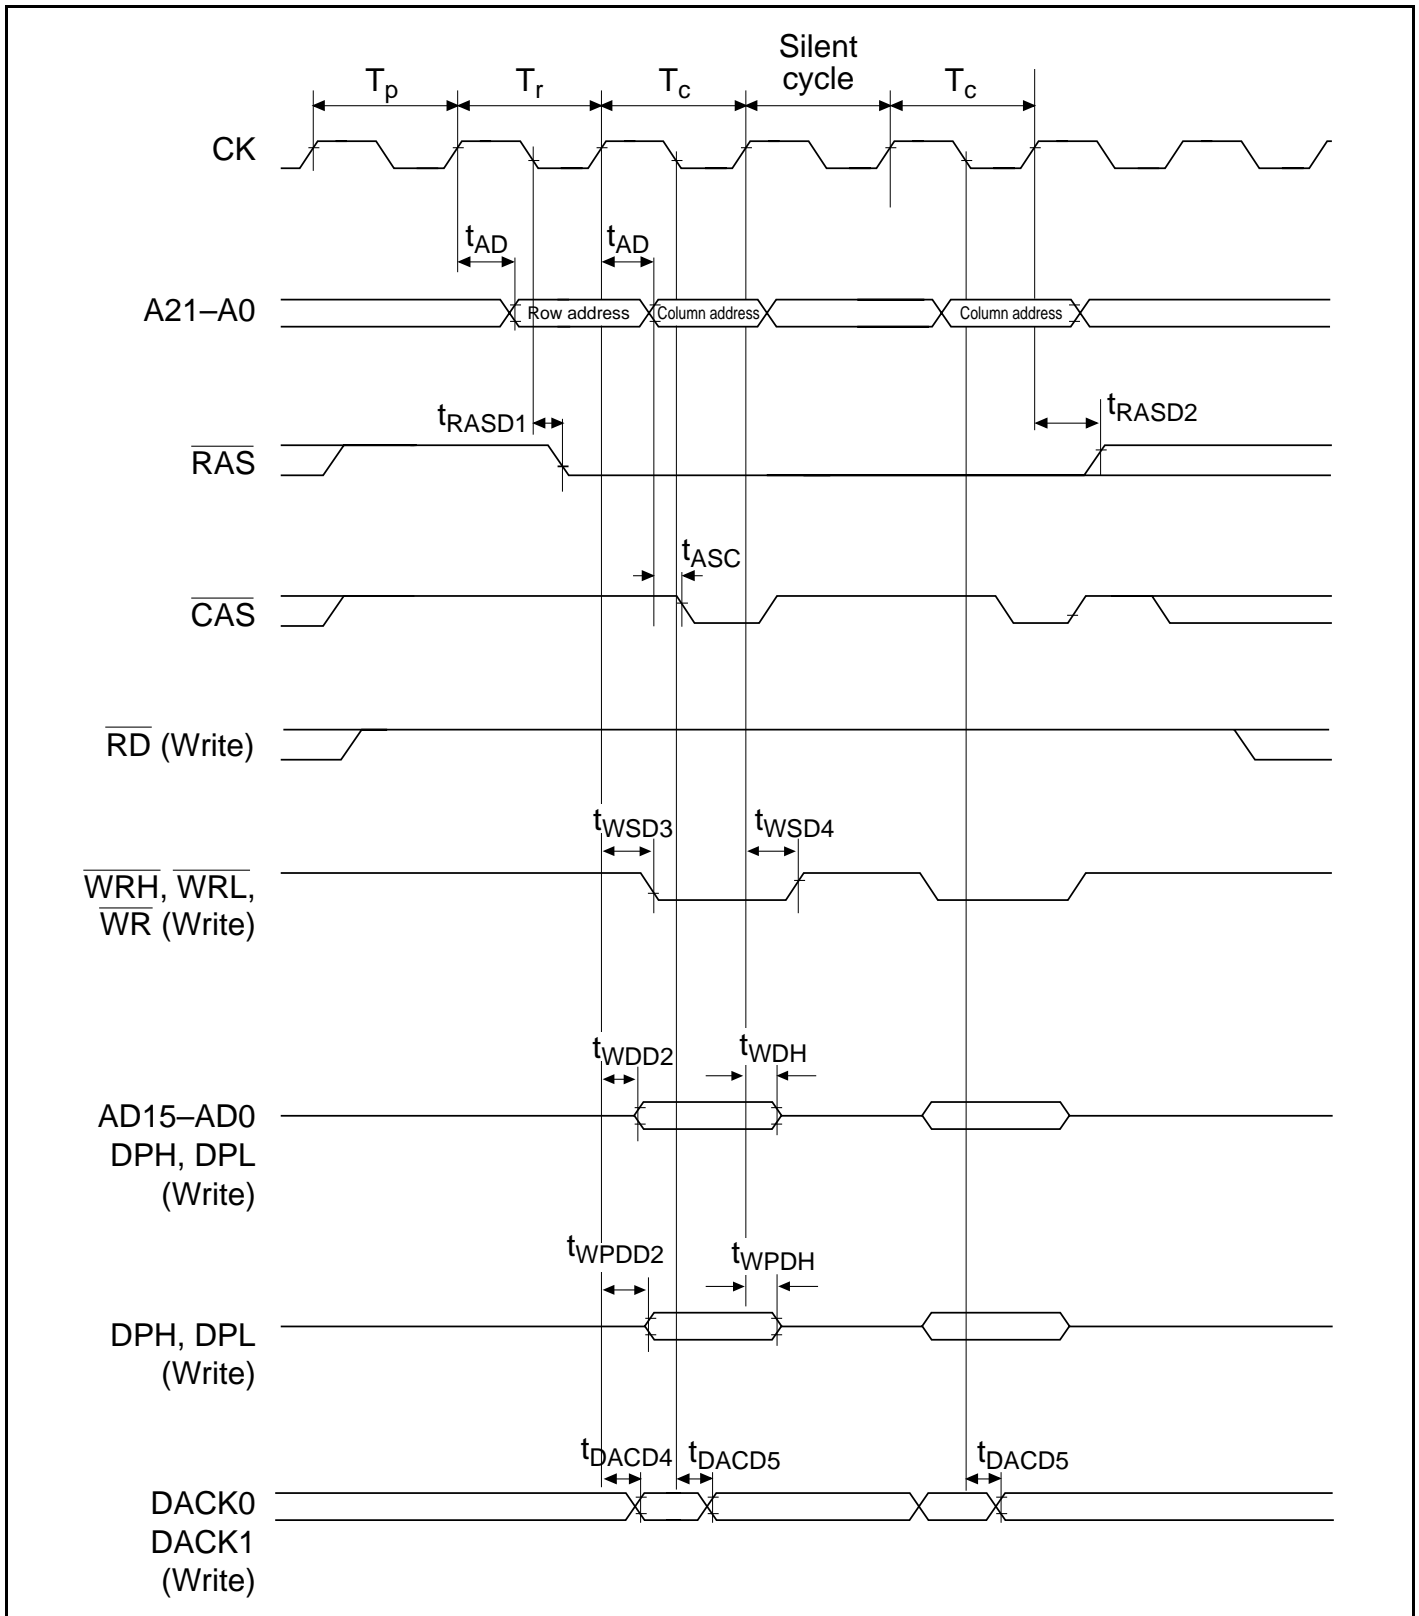 Silent
cycle
Tp Tr Tc Tc
CK
tAD tAD
A21–A0 Row address Column address Column address
tRASD1 tRASD2
RAS
tASC
CAS
RD (Write)
tWSD3 tWSD4
WRH, WRL,
WR (Write)
tWDD2 tWDH
AD15–AD0
DPH, DPL
(Write)
tWPDD2 tWPDH
DPH, DPL
(Write)
tDACD4 tDACD5 tDACD5
DACK0
DACK1
(Write)